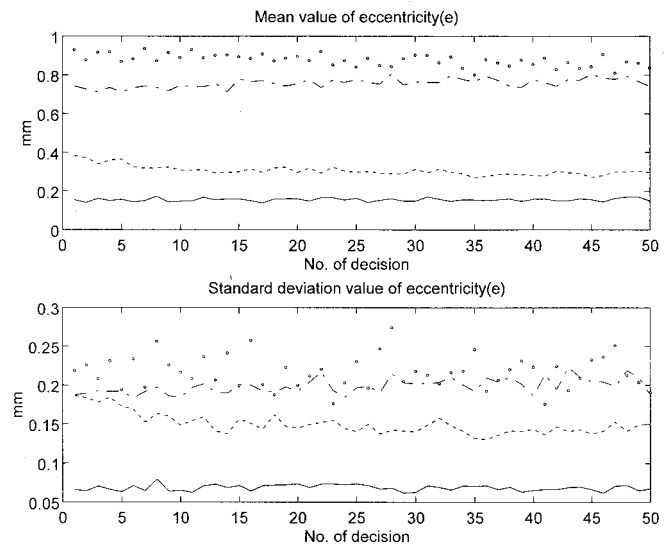 Mean value of eccentricity(e)
1
0.8
0.6
0.4
0.2
0
mm
0 5 10 15 20 25 30 35 40 45 50
No. of decision
Standard deviation value of eccentricity(e)
0.3
0.25
0.2
0.15
0.1
0.05
mm
0 5 10 15 20 25 30 35 40 45 50
No. of decision